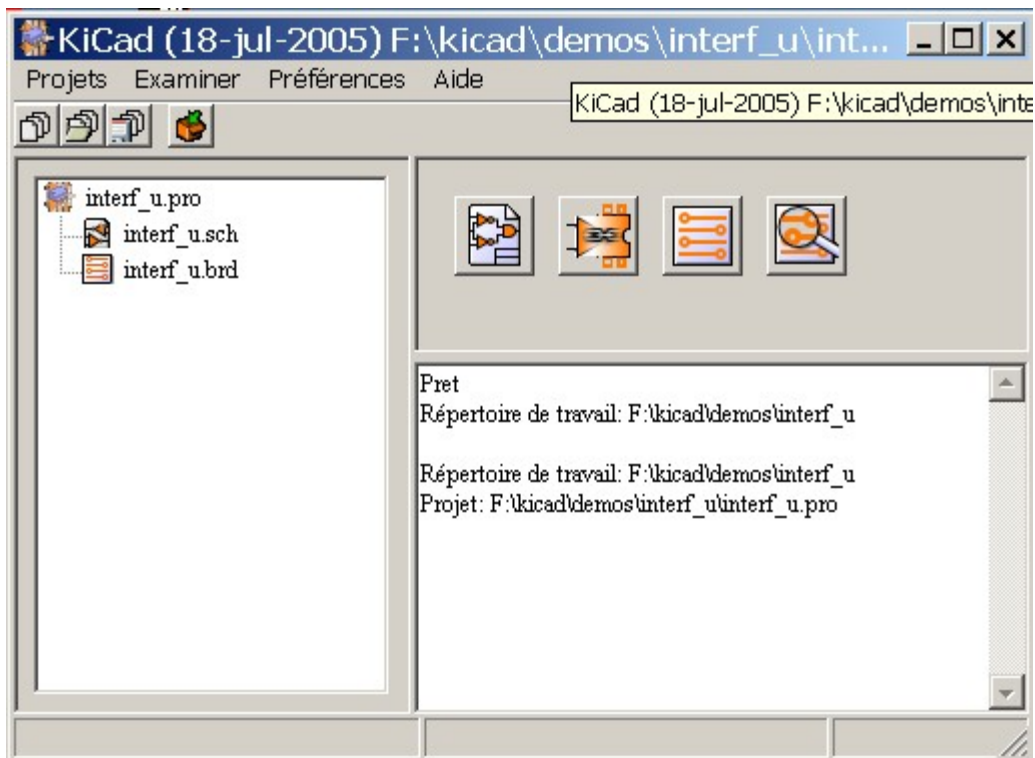 KiCad (18-jul-2005) F:\kicad\demos\interf_u\int...
Projets Examiner Préférences Aide
KiCad (18-jul-2005) F:\kicad\demos\inte
interf_u.pro
interf_u.sch
interf_u.brd
Pret
Répertoire de travail: F:\kicad\demos\interf_u
Répertoire de travail: F:\kicad\demos\interf_u
Projet: F:\kicad\demos\interf_u\interf_u.pro